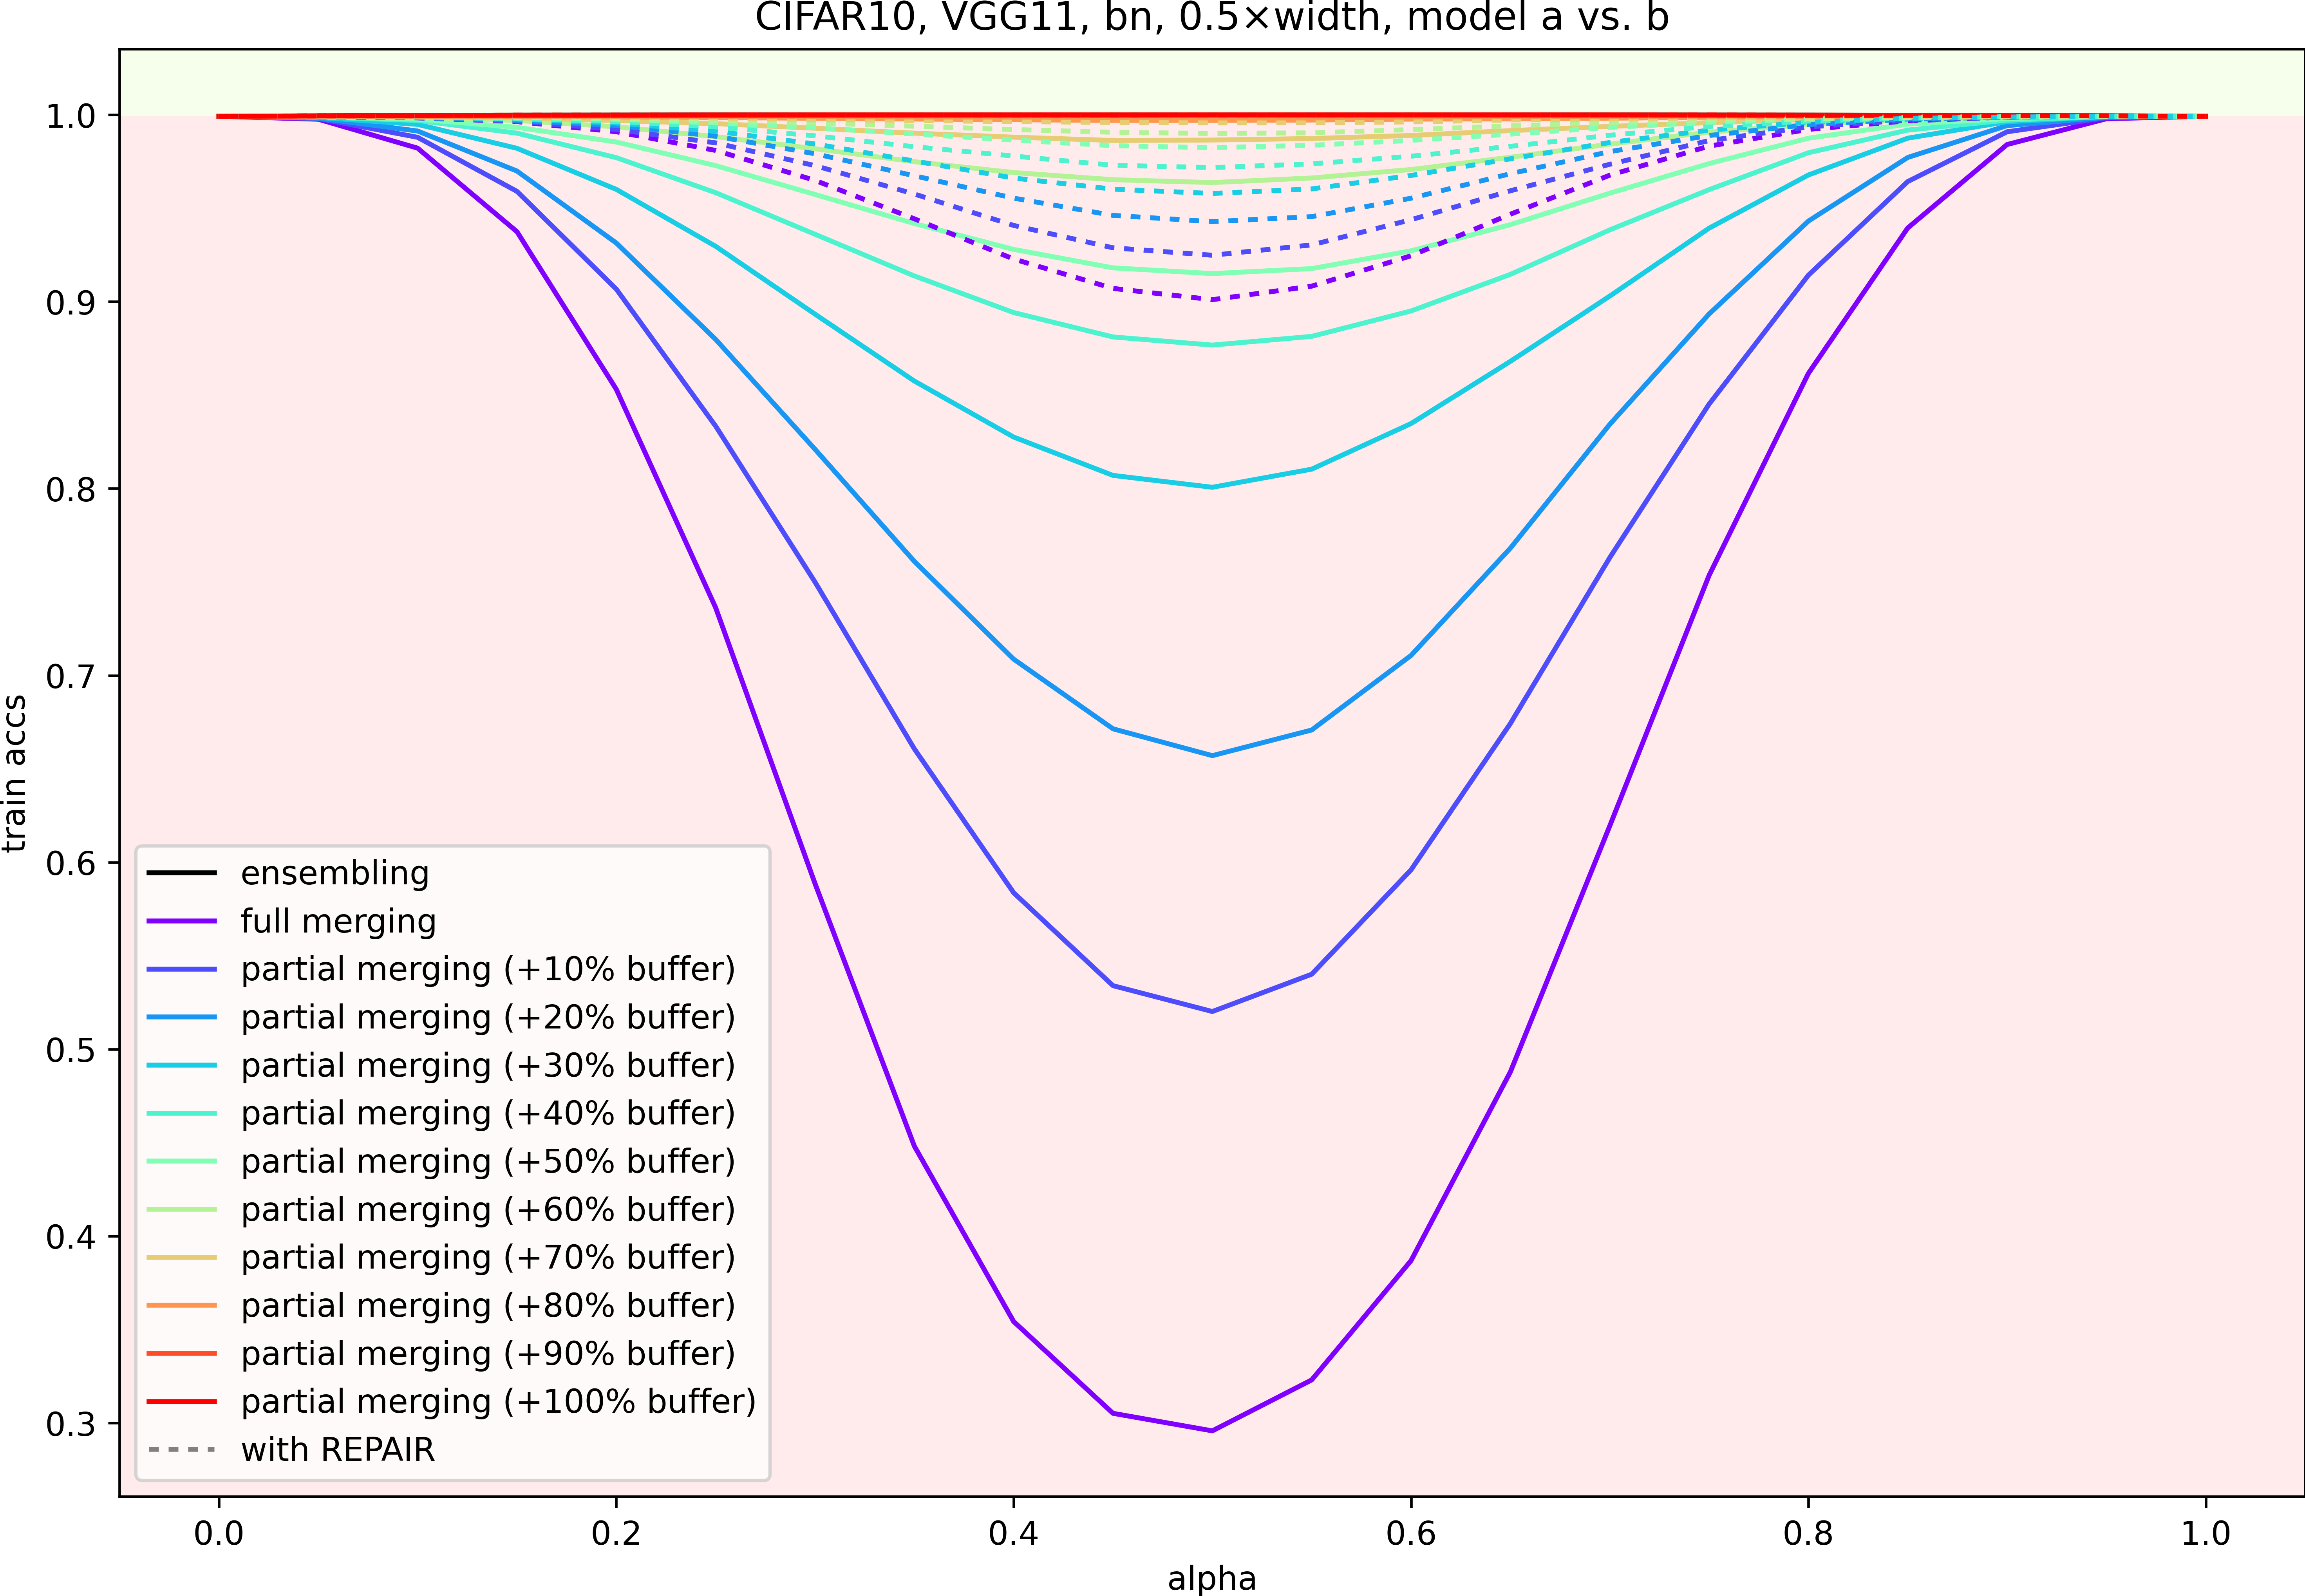 CIFAR10, VGG11, bn, 0.5×width, model a vs. b
train accs
1.0
0.9
0.8
0.7
0.6
0.5
0.4
0.3
ensembling
full merging
partial merging (+10% buffer)
partial merging (+20% buffer)
partial merging (+30% buffer)
partial merging (+40% buffer)
partial merging (+50% buffer)
partial merging (+60% buffer)
partial merging (+70% buffer)
partial merging (+80% buffer)
partial merging (+90% buffer)
partial merging (+100% buffer)
with REPAIR
0.0 0.2 0.4 0.6 0.8 1.0
alpha